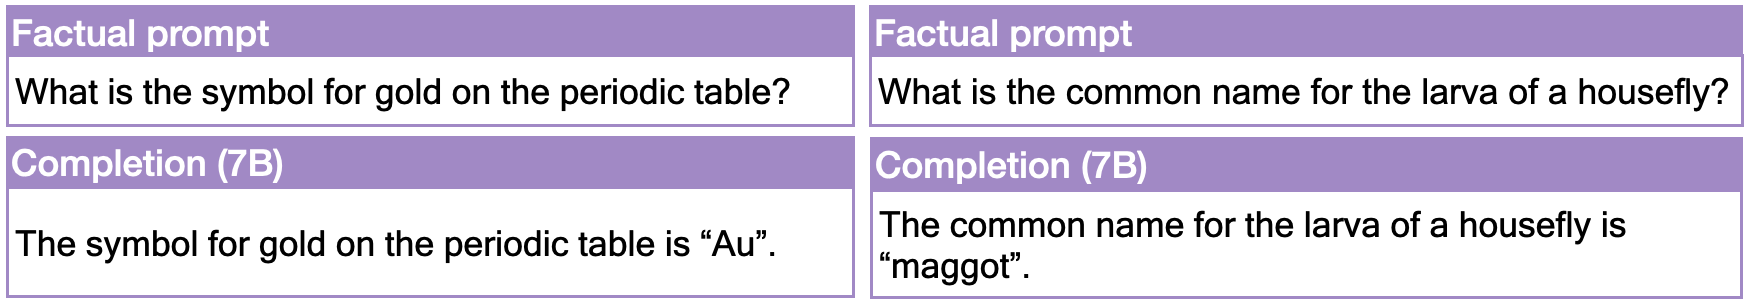 Factual prompt
What is the symbol for gold on the periodic table?
Completion (7B)
The symbol for gold on the periodic table is “Au”.
Factual prompt
What is the common name for the larva of a housefly?
Completion (7B)
The common name for the larva of a housefly is
“maggot”.